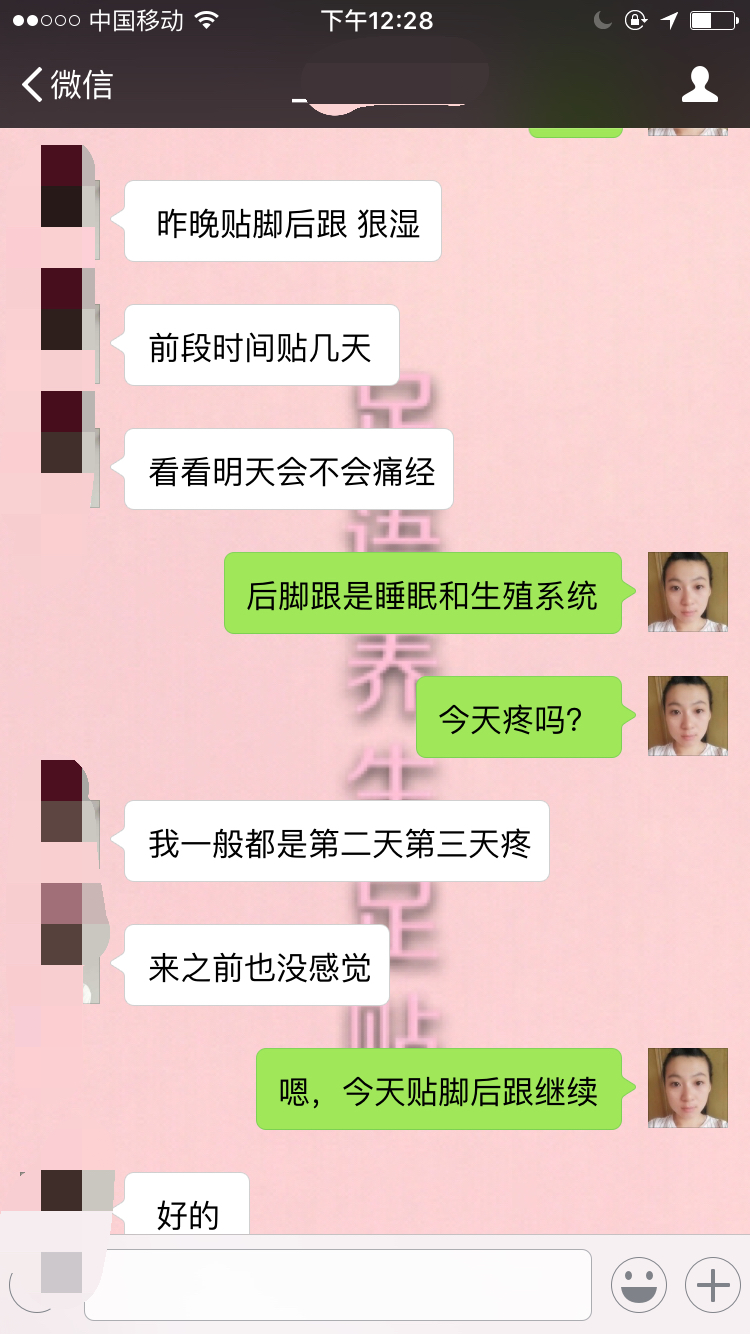 中国移动
下午12:28
微信
昨晚贴脚后跟 狠湿
前段时间贴几天
看看明天会不会痛经
后脚跟是睡眠和生殖系统
今天疼吗?
我一般都是第二天第三天疼
来之前也没感觉
嗯，今天贴脚后跟继续
好的
足
语
养
生
足
贴